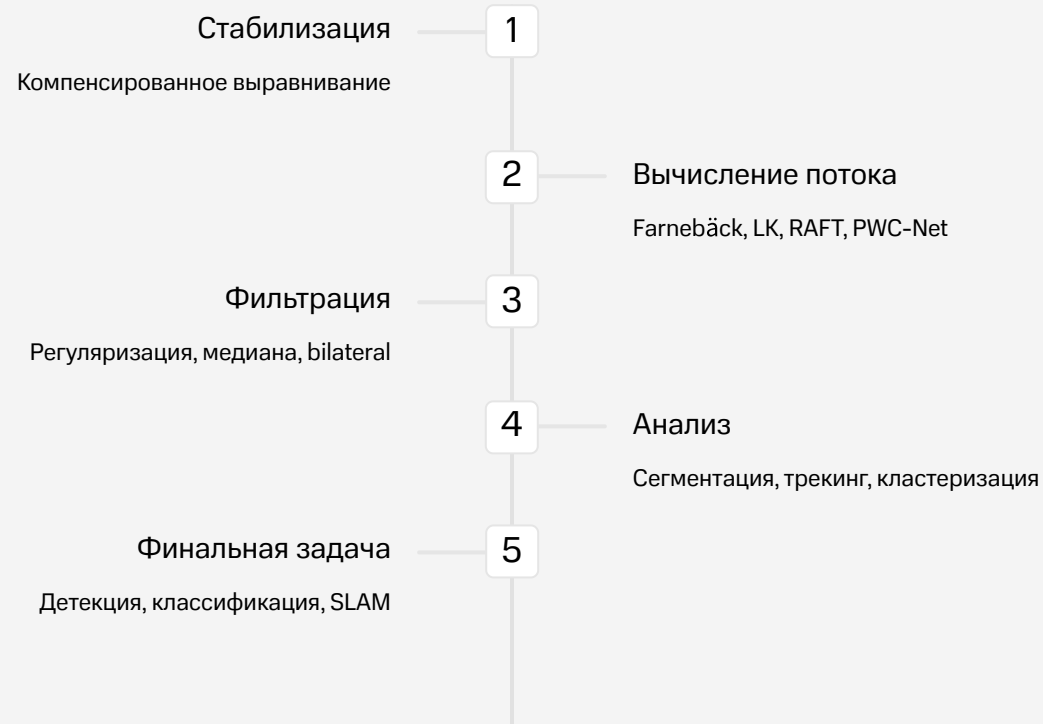 Стабилизация
1
Компенсированное выравнивание
2
Вычисление потока
Farnebäck, LK, RAFT, PWC-Net
Фильтрация
3
Регуляризация, медиана, bilateral
4
Анализ
Сегментация, трекинг, кластеризация
Финальная задача
5
Детекция, классификация, SLAM